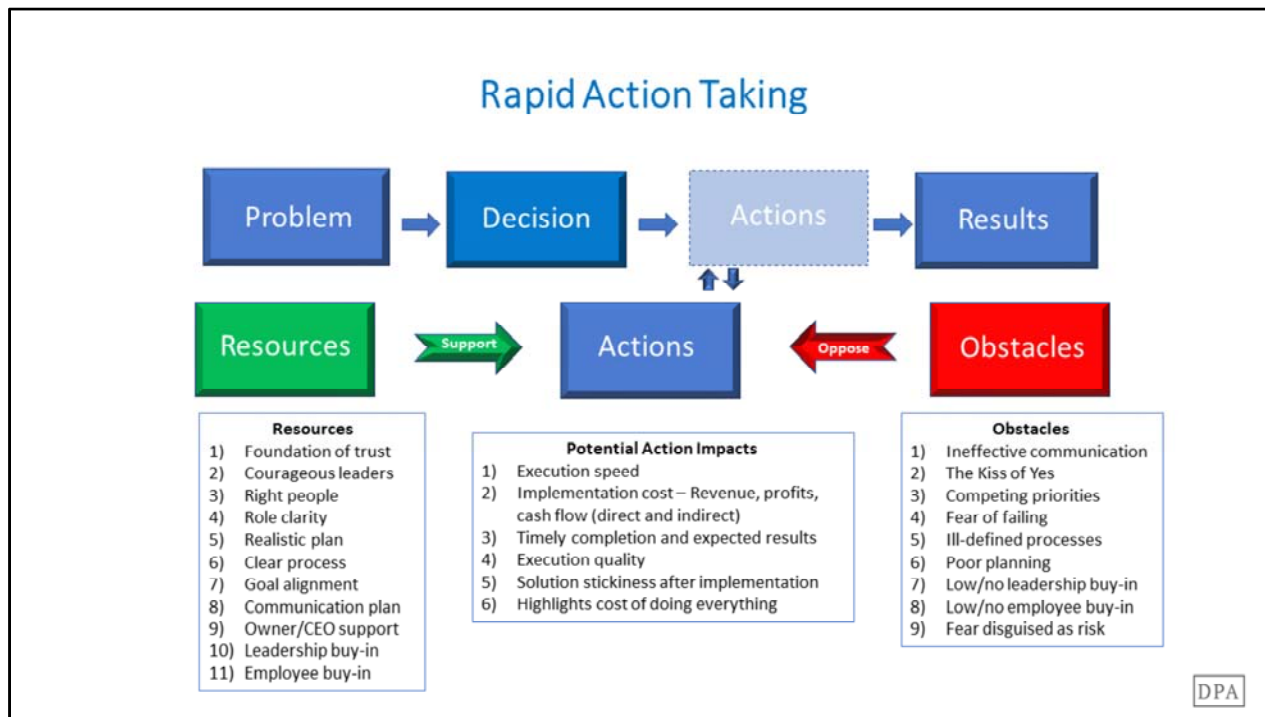 Rapid Action Taking
Problem
Decision
Actions
Results
Resources
Support
Actions
Oppose
Obstacles
Resources
1) Foundation of trust
2) Courageous leaders
3) Right people
4) Role clarity
5) Realistic plan
6) Clear process
7) Goal alignment
8) Communication plan
9) Owner/CEO support
10) Leadership buy-in
11) Employee buy-in
Potential Action Impacts
1) Execution speed
2) Implementation cost – Revenue, profits,
cash flow (direct and indirect)
3) Timely completion and expected results
4) Execution quality
5) Solution stickiness after implementation
6) Highlights cost of doing everything
Obstacles
1) Ineffective communication
2) The Kiss of Yes
3) Competing priorities
4) Fear of failing
5) Ill-defined processes
6) Poor planning
7) Low/no leadership buy-in
8) Low/no employee buy-in
9) Fear disguised as risk
DPA